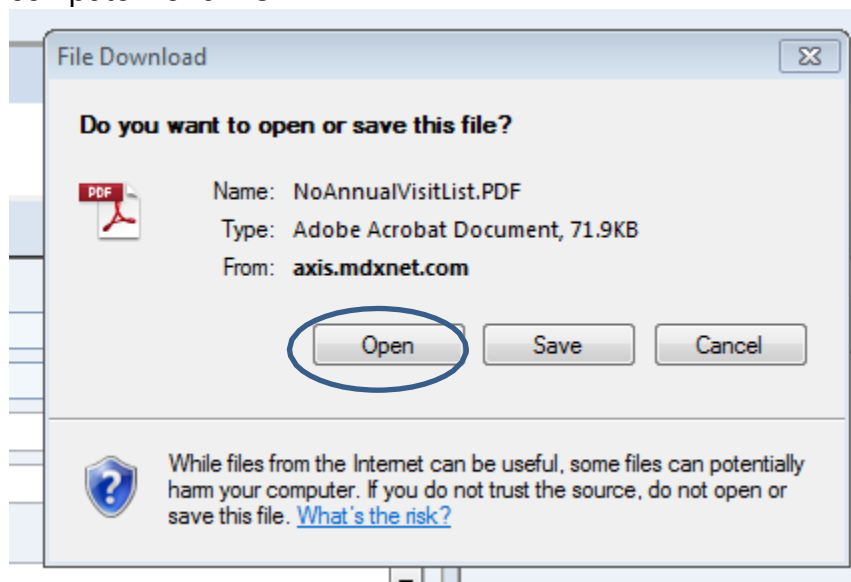 File Download
Do you want to open or save this file?
PDF
Name: NoAnnualVisitList.PDF
Type: Adobe Acrobat Document, 71.9KB
From: axis.mdxnet.com
Open Save Cancel
While files from the Internet can be useful, some files can potentially
harm your computer. If you do not trust the source, do not open or
save this file. What's the risk?